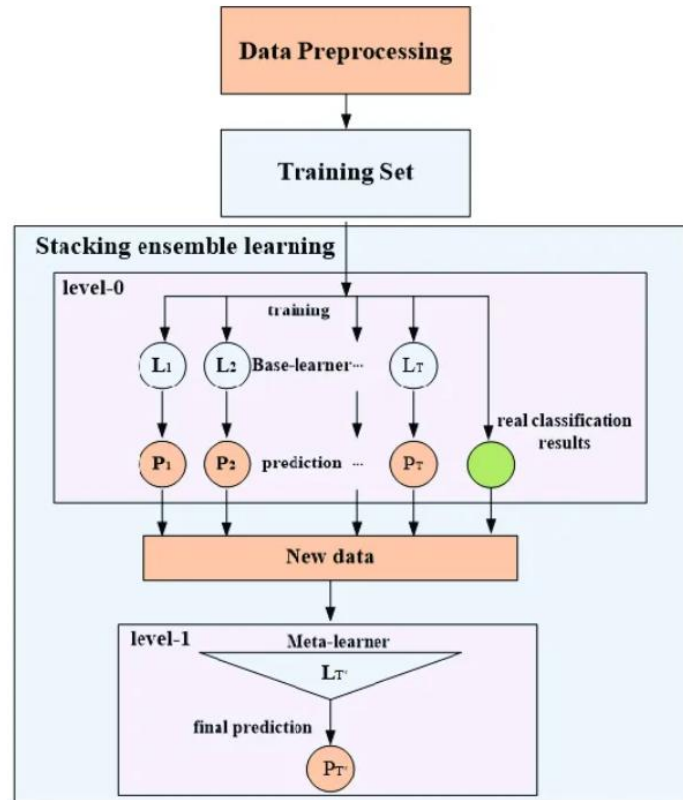 Data Preprocessing
Training Set
Stacking ensemble learning
level-0
training
L1 L2 Base-learner... LT
real classification
results
P1 P2 prediction ... PT
New data
level-1
Meta-learner
LT'
final prediction
PT'